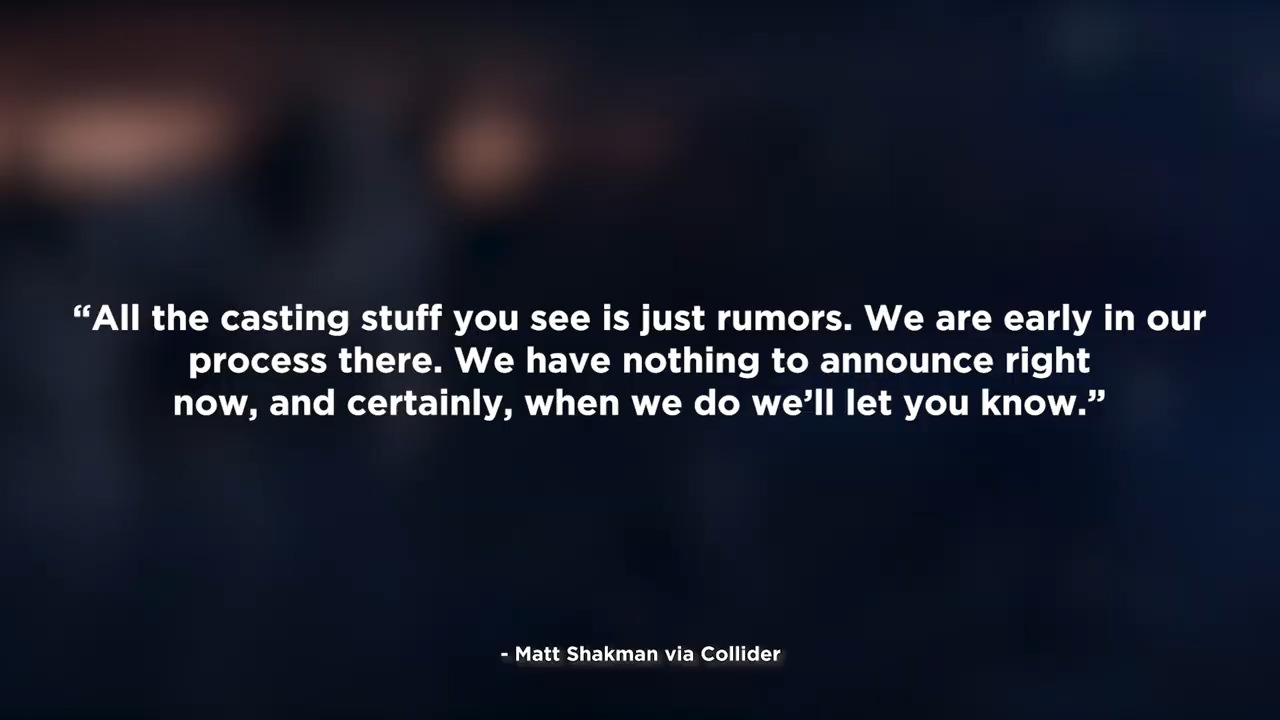 “All the casting stuff you see is just rumors. We are early in our
process there. We have nothing to announce right
now, and certainly, when we do we’ll let you know.”
- Matt Shakman via Collider